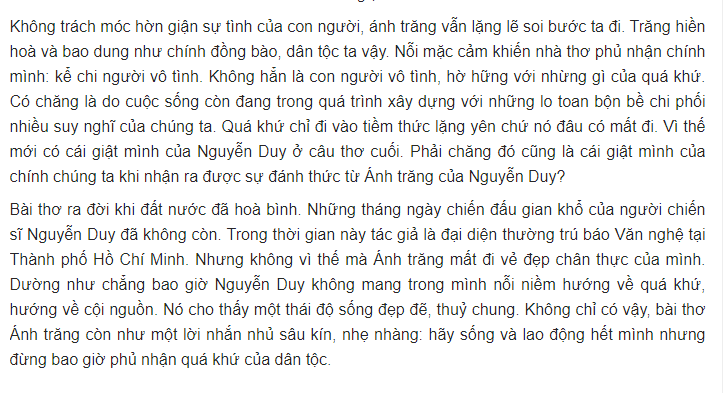 Không trách móc hờn giận sự tình của con người, ánh trăng vẫn lặng lẽ soi bước ta đi. Trăng hiền
hoà và bao dung như chính đồng bào, dân tộc ta vậy. Nỗi mặc cảm khiến nhà thơ phủ nhận chính
mình: kể chi người vô tình. Không hẳn là con người vô tình, hờ hững với nhừng gì của quá khứ.
Có chăng là do cuộc sống còn đang trong quá trình xây dựng với những lo toan bộn bề chi phối
nhiều suy nghĩ của chúng ta. Quá khứ chỉ đi vào tiềm thức lặng yên chứ nó đâu có mất đi. Vì thế
mới có cái giật mình của Nguyễn Duy ở câu thơ cuối. Phải chăng đó cũng là cái giật mình của
chính chúng ta khi nhận ra được sự đánh thức từ Ánh trăng của Nguyễn Duy?
Bài thơ ra đời khi đất nước đã hoà bình. Những tháng ngày chiến đấu gian khổ của người chiến
sĩ Nguyễn Duy đã không còn. Trong thời gian này tác giả là đại diện thường trú báo Văn nghệ tại
Thành phố Hồ Chí Minh. Nhưng không vì thế mà Ánh trăng mất đi vẻ đẹp chân thực của mình.
Dường như chẳng bao giờ Nguyễn Duy không mang trong mình nỗi niềm hướng về quá khứ,
hướng về cội nguồn. Nó cho thấy một thái độ sống đẹp đẽ, thuỷ chung. Không chỉ có vậy, bài thơ
Ánh trăng còn như một lời nhắn nhủ sâu kín, nhẹ nhàng: hãy sống và lao động hết mình nhưng
đừng bao giờ phủ nhận quá khứ của dân tộc.